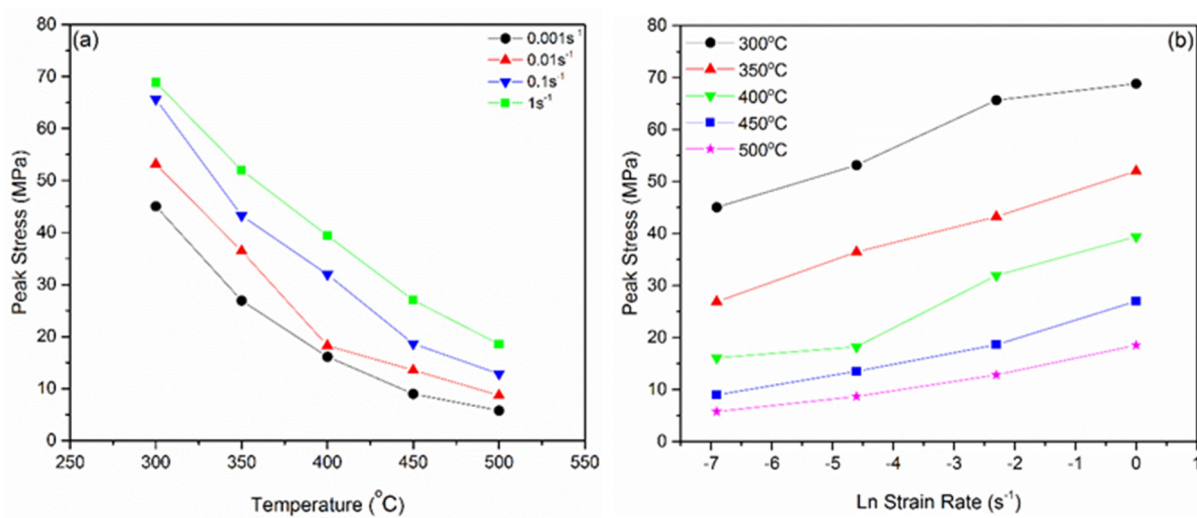 (a)
0.001s⁻¹
0.01s⁻¹
0.1s⁻¹
1s⁻¹
80
70
60
50
40
30
20
10
0
Peak Stress (MPa)
250 300 350 400 450 500 550
Temperature (°C)
(b)
300°C
350°C
400°C
450°C
500°C
80
70
60
50
40
30
20
10
0
Peak Stress (MPa)
-7 -6 -5 -4 -3 -2 -1 0 1
Ln Strain Rate (s⁻¹)